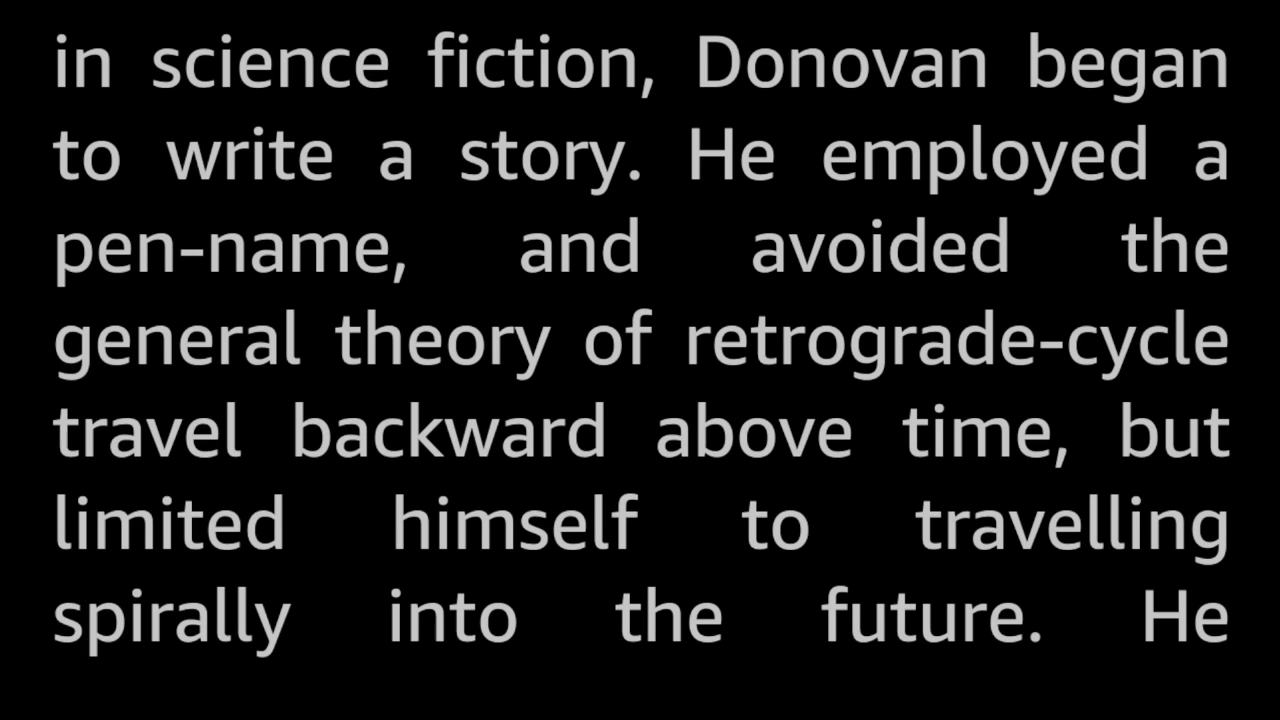 in science fiction, Donovan began
to write a story. He employed a
pen-name, and avoided the
general theory of retrograde-cycle
travel backward above time, but
limited himself to travelling
spirally into the future. He